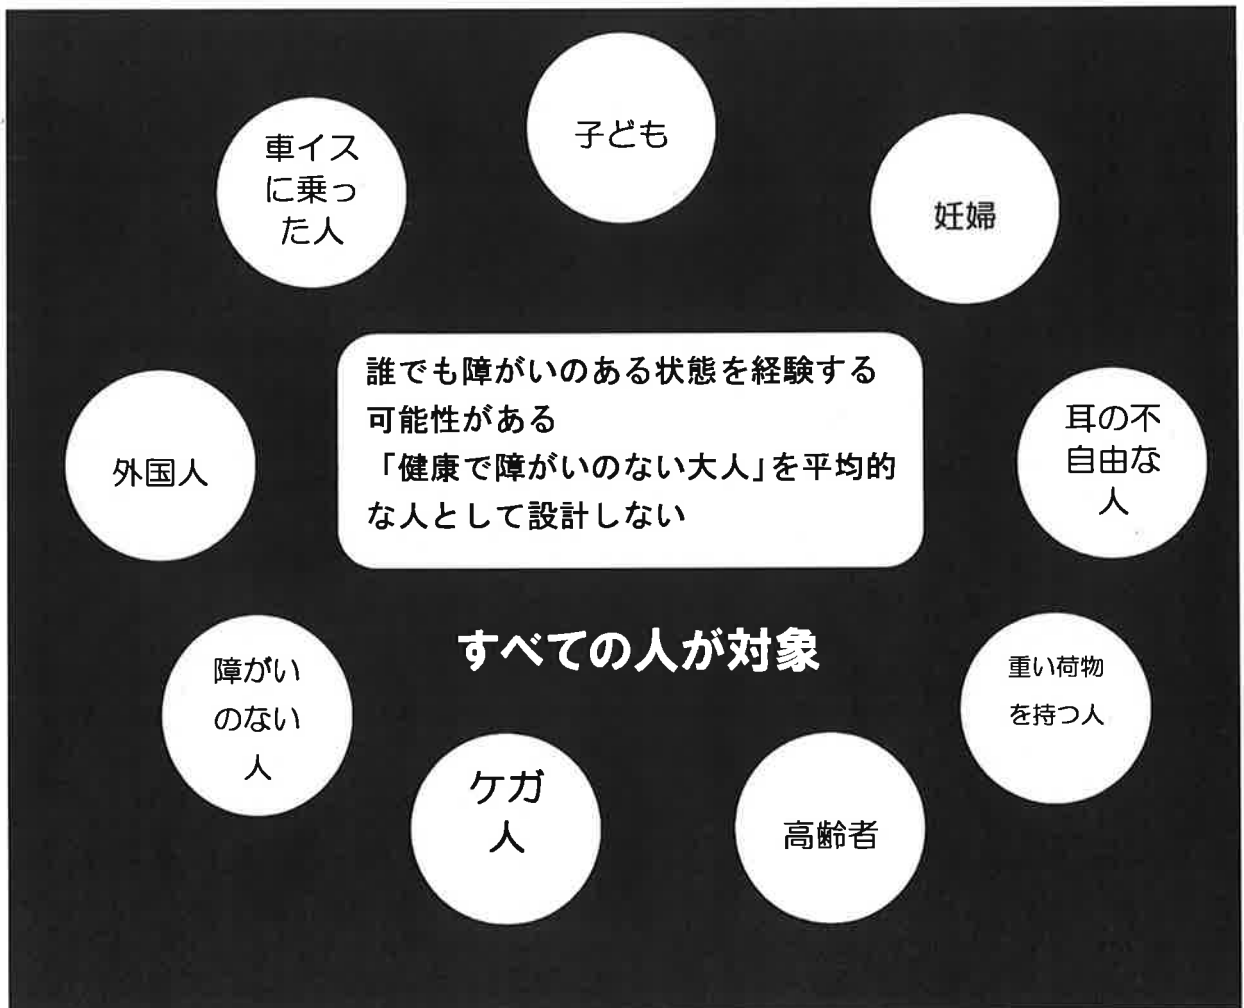 子ども
車イス
に乗っ
た人
妊婦
誰でも障がいのある状態を経験する
可能性がある
「健康で障がいのない大人」を平均的
な人として設計しない
外国人
耳の不
自由な
人
すべての人が対象
障がい
のない
人
重い荷物
を持つ人
ケガ
人
高齢者